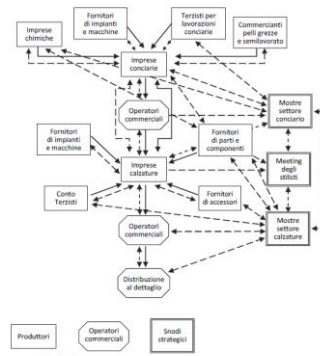 Fornitori
di impianti
e macchine
Terzisti per
lavorazioni
conciarie
Commercianti
pelli grezze
e semilavorato
Imprese
chimiche
Imprese
conciarie
Operatori
commerciali
Mostre
settore
conciario
Fornitori
di impianti
e macchine
Fornitori
di parti e
componenti
Imprese
calzature
Meeting
degli
stilisti
Conto
Terzisti
Fornitori
di accessori
Operatori
commerciali
Mostre
settore
calzature
Distribuzione
al dettaglio
Produttori
Operatori
commerciali
Snodi
strategici